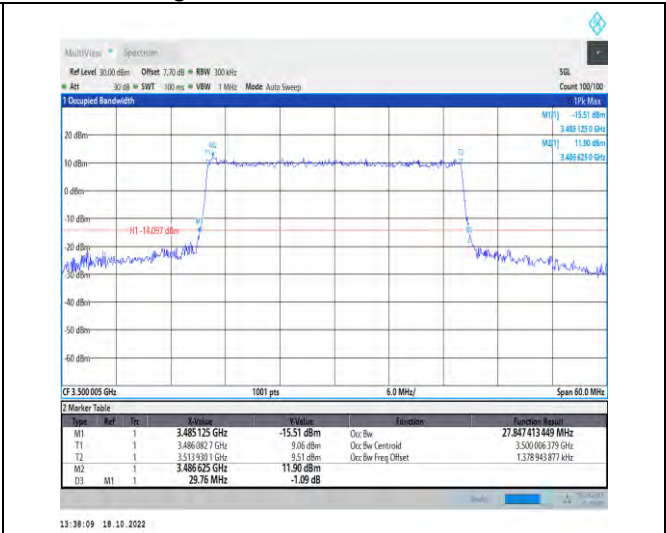 MultiView Spectrum
Ref Level 30.00 dBm Offset 7.70 dB RBW 300 kHz SGL
Att 30 dB SWT 100 ms VBW 1 MHz Mode Auto Sweep Count 100/100
1 Occupied Bandwidth 1Pk Max
M1[1] -15.51 dBm
3.485 125 0 GHz
M2[1] 11.90 dBm
3.486 625 0 GHz
20 dBm
M2
T1
T2
10 dBm
0 dBm
-10 dBm
M1
H1 -14.097 dBm
D3
-20 dBm
-30 dBm
-40 dBm
-50 dBm
-60 dBm
CF 3.500 005 GHz 1001 pts 6.0 MHz/ Span 60.0 MHz
2 Marker Table
Type Ref Trc X-Value Y-Value Function Function Result
M1 1 3.485 125 GHz -15.51 dBm Occ Bw 27.847 413 449 MHz
T1 1 3.486 082 7 GHz 9.06 dBm Occ Bw Centroid 3.500 006 379 GHz
T2 1 3.513 930 1 GHz 9.51 dBm Occ Bw Freq Offset 1.378 943 877 kHz
M2 1 3.486 625 GHz 11.90 dBm
D3 M1 1 29.76 MHz -1.09 dB
13:38:09 18.10.2022